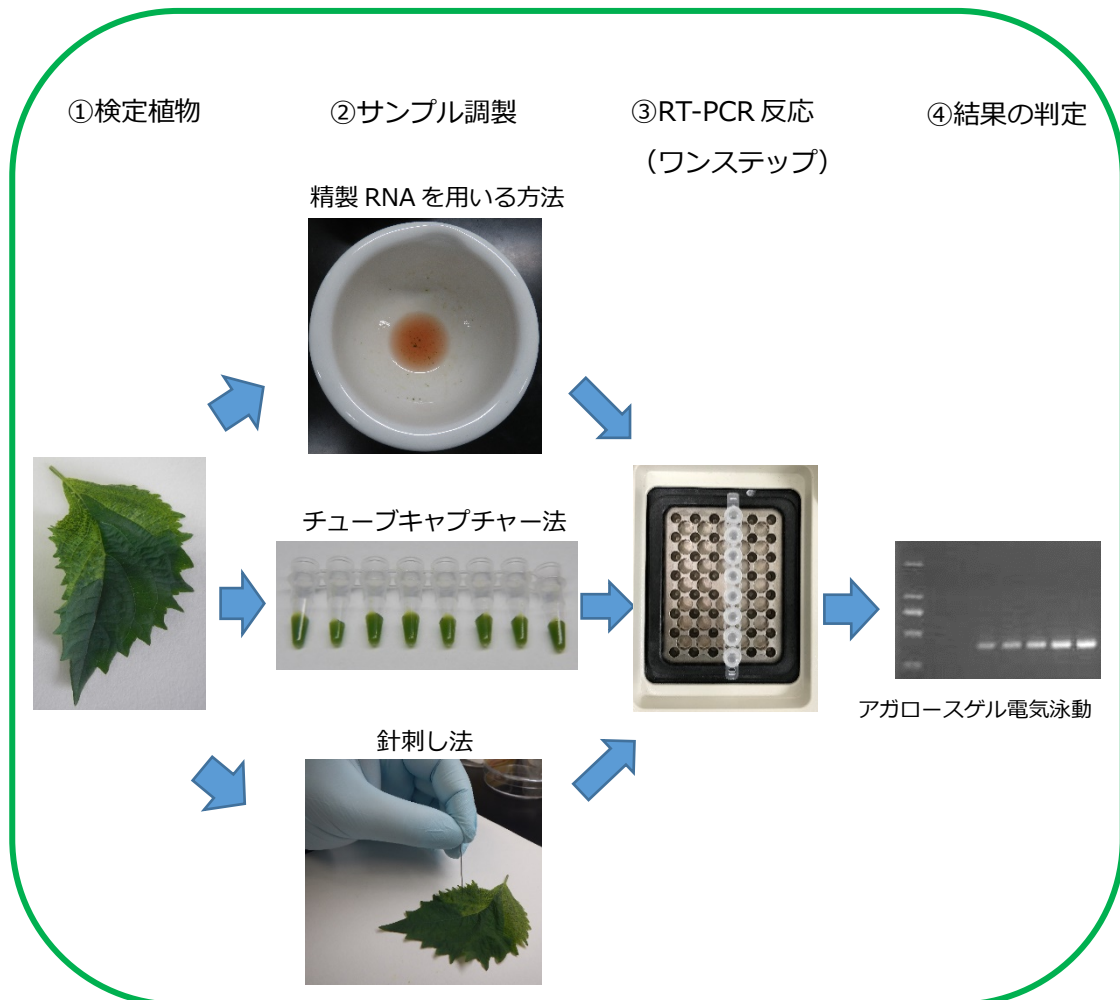 ①検定植物
②サンプル調製
③RT-PCR 反応
（ワンステップ）
④結果の判定
精製 RNA を用いる方法
チューブキャプチャー法
針刺し法
アガロースゲル電気泳動